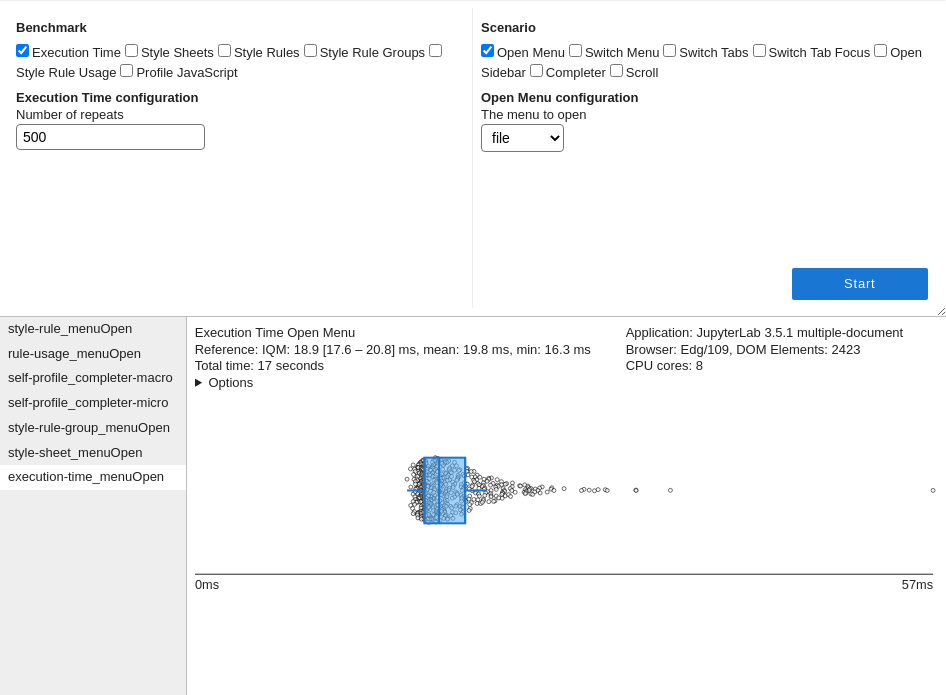 Benchmark
Execution Time Style Sheets Style Rules Style Rule Groups
Style Rule Usage Profile JavaScript
Execution Time configuration
Number of repeats
500
Scenario
Open Menu Switch Menu Switch Tabs Switch Tab Focus Open
Sidebar Completer Scroll
Open Menu configuration
The menu to open
file
Start
style-rule_menuOpen
rule-usage_menuOpen
self-profile_completer-macro
self-profile_completer-micro
style-rule-group_menuOpen
style-sheet_menuOpen
execution-time_menuOpen
Execution Time Open Menu
Reference: IQM: 18.9 [17.6 – 20.8] ms, mean: 19.8 ms, min: 16.3 ms
Total time: 17 seconds
Options
Application: JupyterLab 3.5.1 multiple-document
Browser: Edg/109, DOM Elements: 2423
CPU cores: 8
0ms
57ms